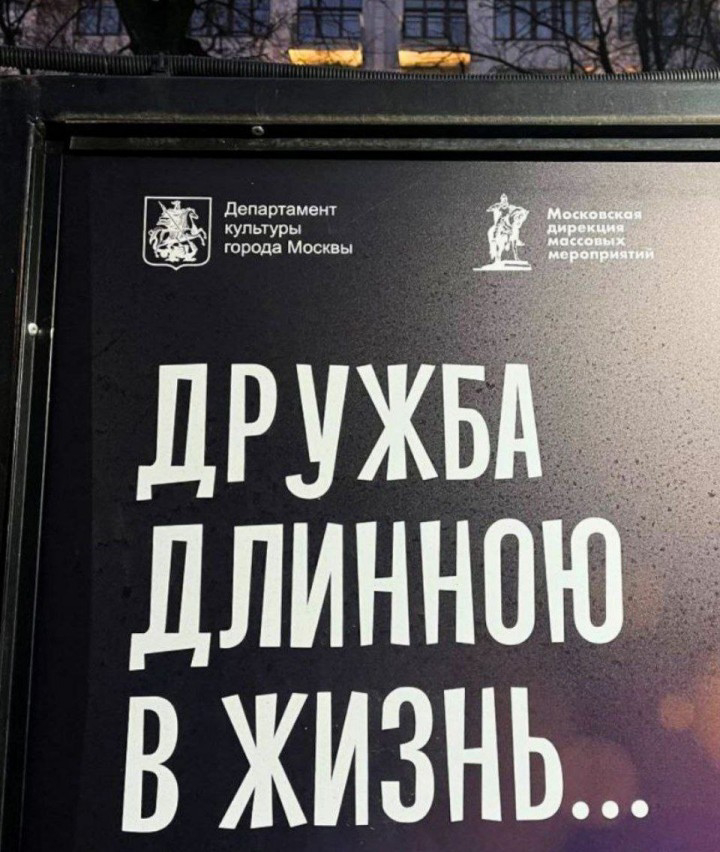 Департамент
культуры
города Москвы
Московская
дирекция
массовых
мероприятий
ДРУЖБА
ДЛИННОЮ
В ЖИЗНЬ...